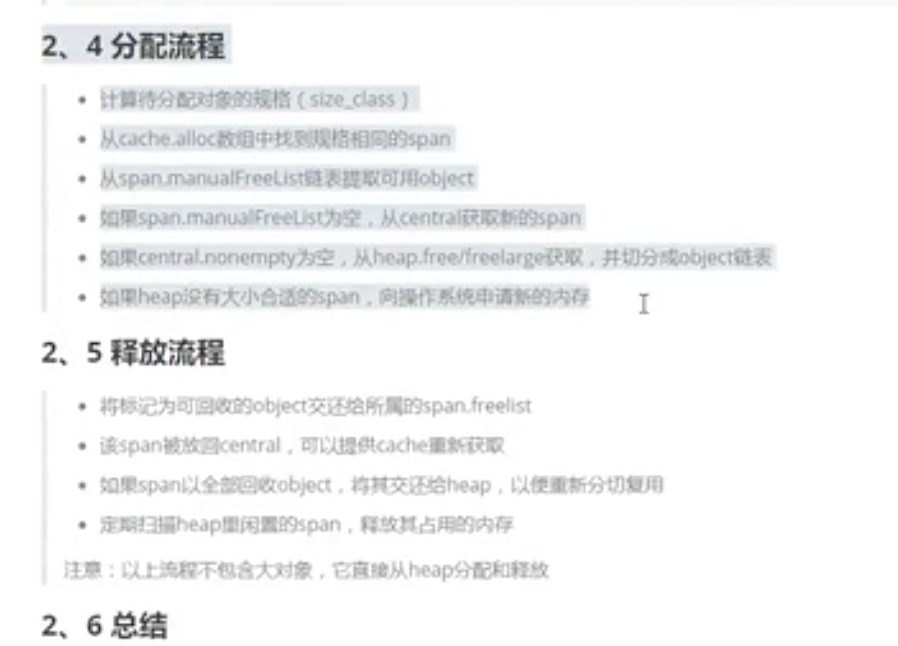 2、4 分配流程
计算待分配对象的规格（size_class）
从cache.alloc数组中找到规格相同的span
从span.manualFreeList链表提取可用object
如果span.manualFreeList为空，从central获取新的span
如果central.nonempty为空，从heap.free/freelarge获取，并切分成object链表
如果heap没有大小合适的span，向操作系统申请新的内存
2、5 释放流程
将标记为可回收的object交还给所属的span.freelist
该span被放回central，可以提供cache重新获取
如果span以全部回收object，将其交还给heap，以便重新分切复用
定期扫描heap里闲置的span，释放其占用的内存
注意：以上流程不包含大对象，它直接从heap分配和释放
2、6 总结